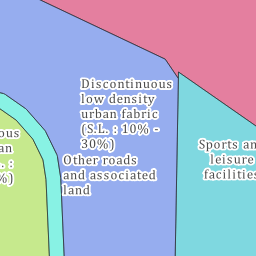 Discontinuous
low density
urban fabric
(S.L. : 10% -
30%)
Other roads
and associated
land
Sports an
leisure
facilities
ous
an
. :
%)